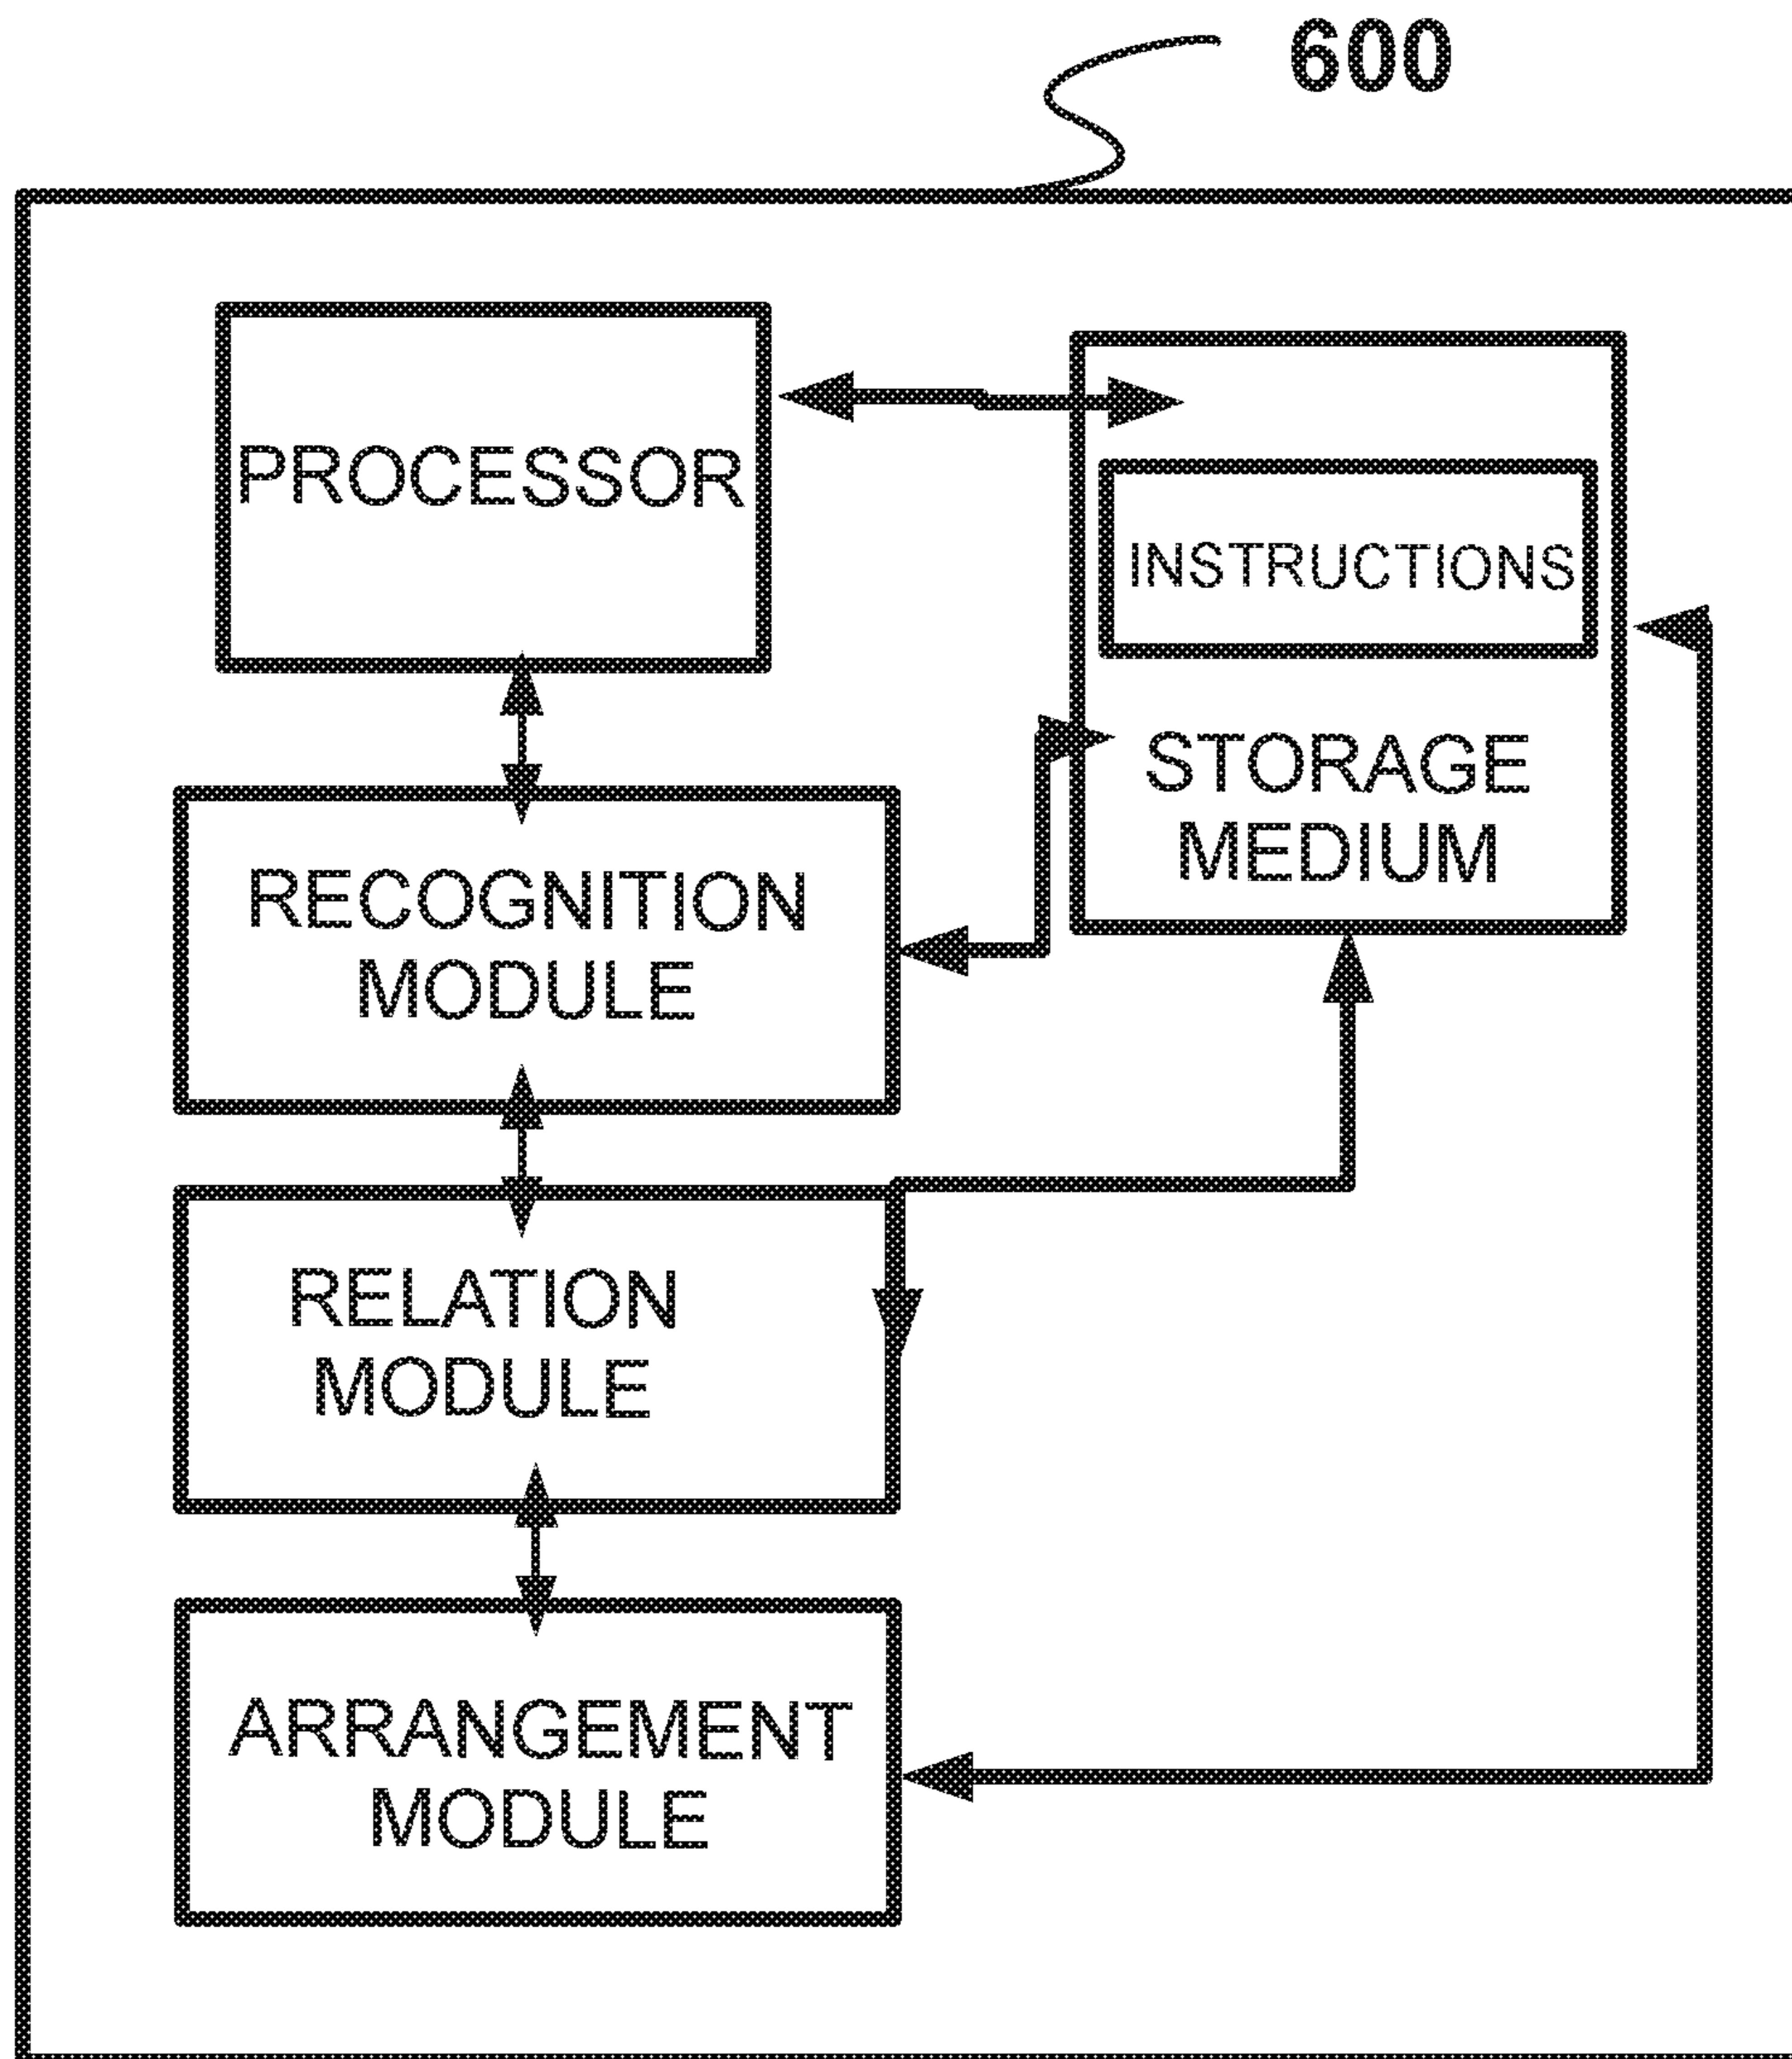 600
PROCESSOR
INSTRUCTIONS
STORAGE
MEDIUM
RECOGNITION
MODULE
RELATION
MODULE
ARRANGEMENT
MODULE